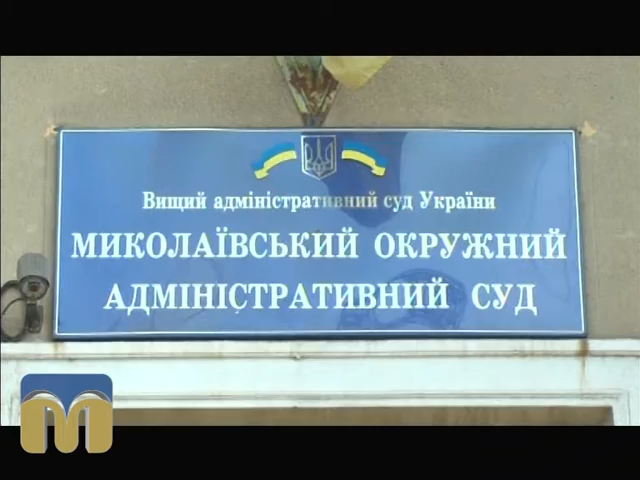 Вищий адміністративний суд України
МИКОЛАЇВСЬКИЙ ОКРУЖНИЙ
АДМІНІСТРАТИВНИЙ СУД
М